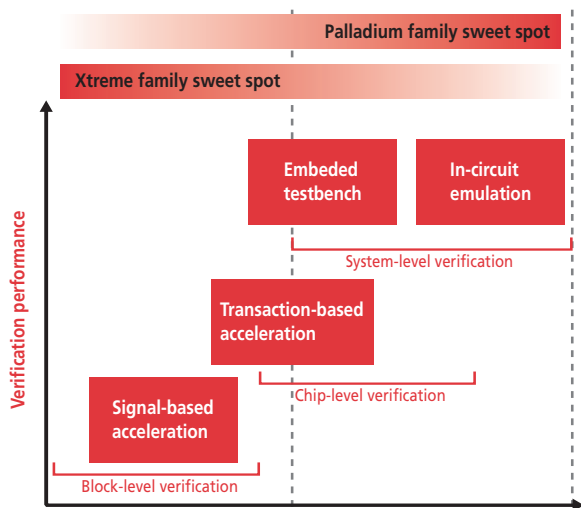 Palladium family sweet spot
Xtreme family sweet spot
Verification performance
Embeded
testbench
In-circuit
emulation
System-level verification
Transaction-based
acceleration
Chip-level verification
Signal-based
acceleration
Block-level verification